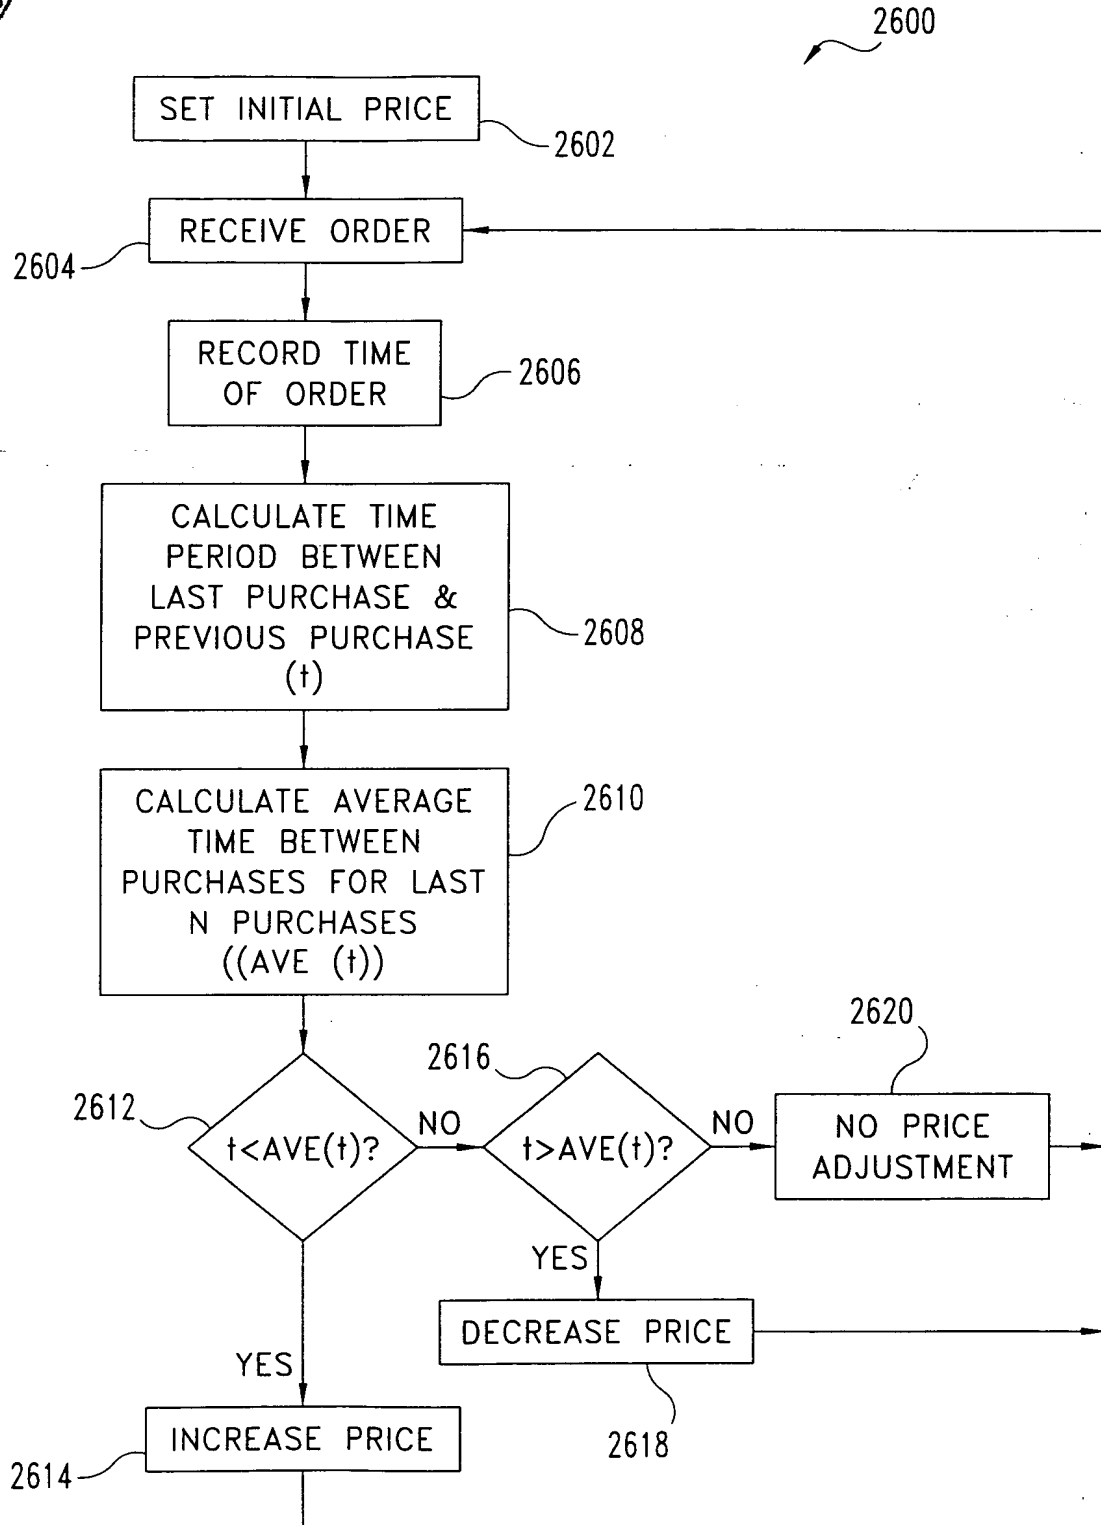 2600
SET INITIAL PRICE
2602
RECEIVE ORDER
2604
RECORD TIME
OF ORDER
2606
CALCULATE TIME
PERIOD BETWEEN
LAST PURCHASE &
PREVIOUS PURCHASE
(t)
2608
CALCULATE AVERAGE
TIME BETWEEN
PURCHASES FOR LAST
N PURCHASES
((AVE (t))
2610
2612
t<AVE(t)?
NO
2616
t>AVE(t)?
NO
2620
NO PRICE
ADJUSTMENT
YES
DECREASE PRICE
2618
YES
INCREASE PRICE
2614